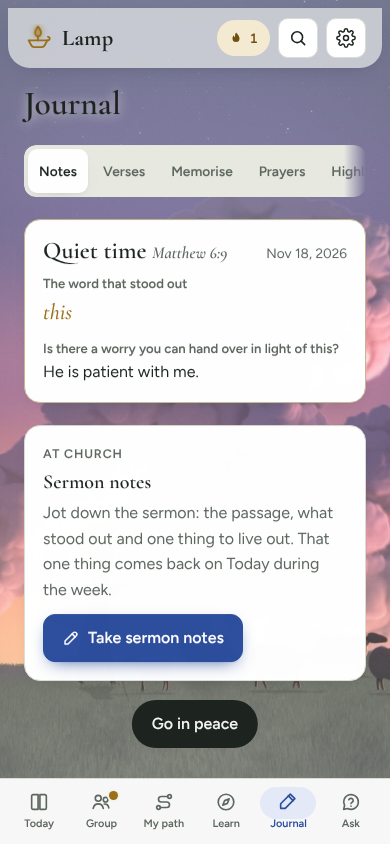 Lamp
1
Journal
Notes Verses Memorise Prayers Highl
Quiet time Matthew 6:9 Nov 18, 2026
The word that stood out
this
Is there a worry you can hand over in light of this?
He is patient with me.
AT CHURCH
Sermon notes
Jot down the sermon: the passage, what
stood out and one thing to live out. That
one thing comes back on Today during
the week.
Take sermon notes
Go in peace
Today Group My path Learn Journal Ask